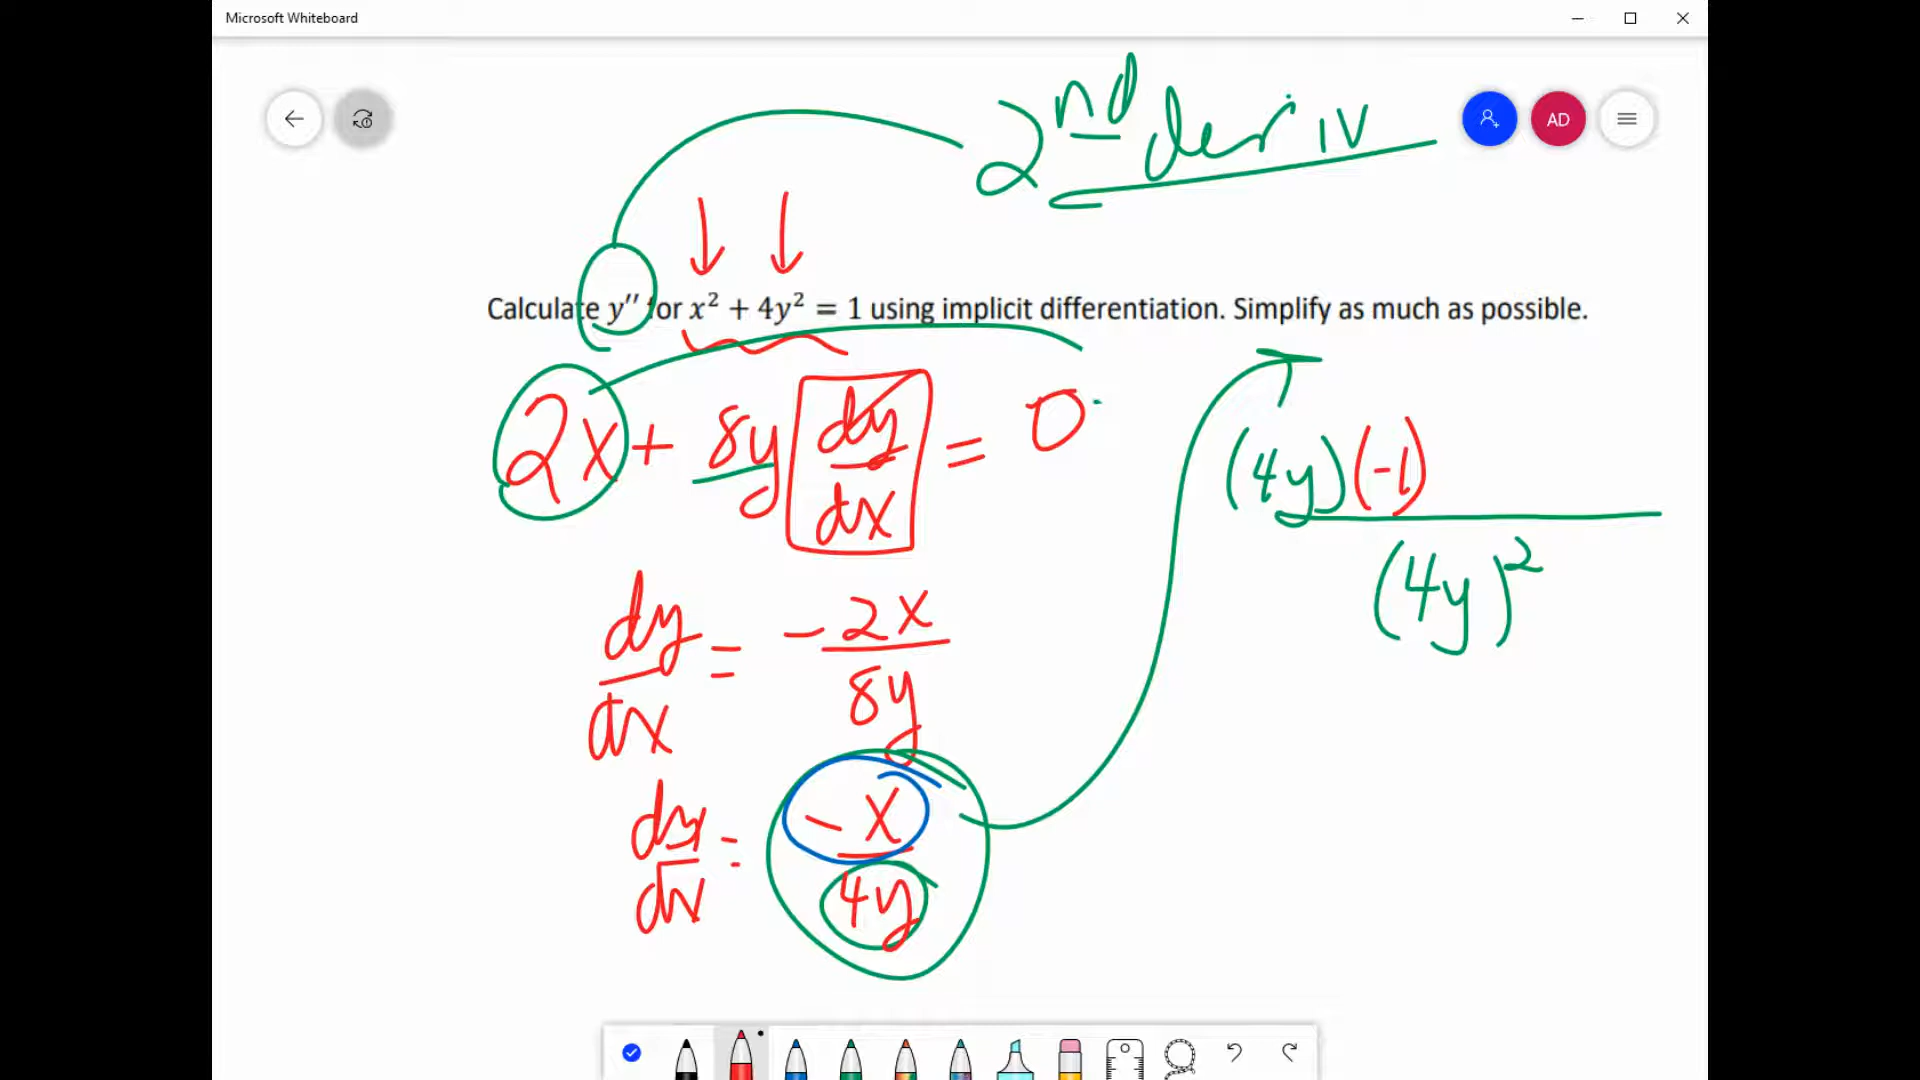 Microsoft Whiteboard
2nd deriv
AD
Calculate y″ for x² + 4y² = 1 using implicit differentiation. Simplify as much as possible.
2x + 8y dy/dx = 0
(4y)(-1)
(4y)²
dy/dx = -2x/8y
dy/dx = -x/4y